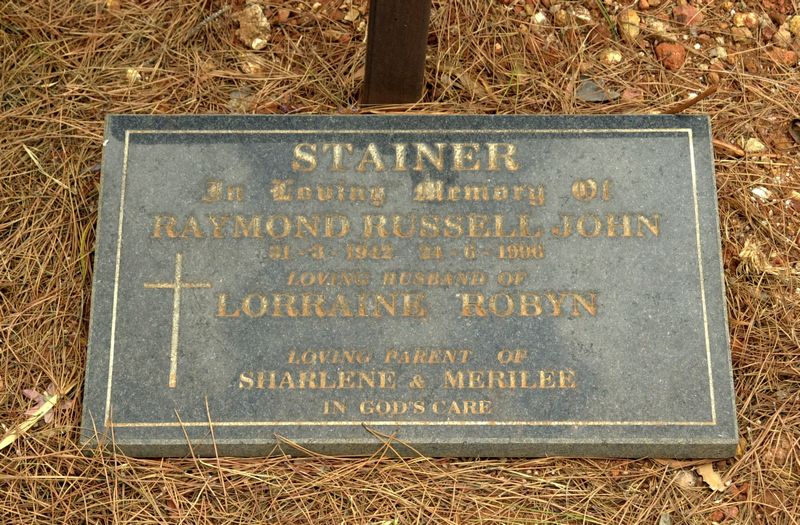 STAINER
In Loving Memory Of
RAYMOND RUSSELL JOHN
31-3-1942 21-6-1996
LOVING HUSBAND OF
LORRAINE ROBYN
LOVING PARENT OF
SHARLENE & MERILEE
IN GOD'S CARE